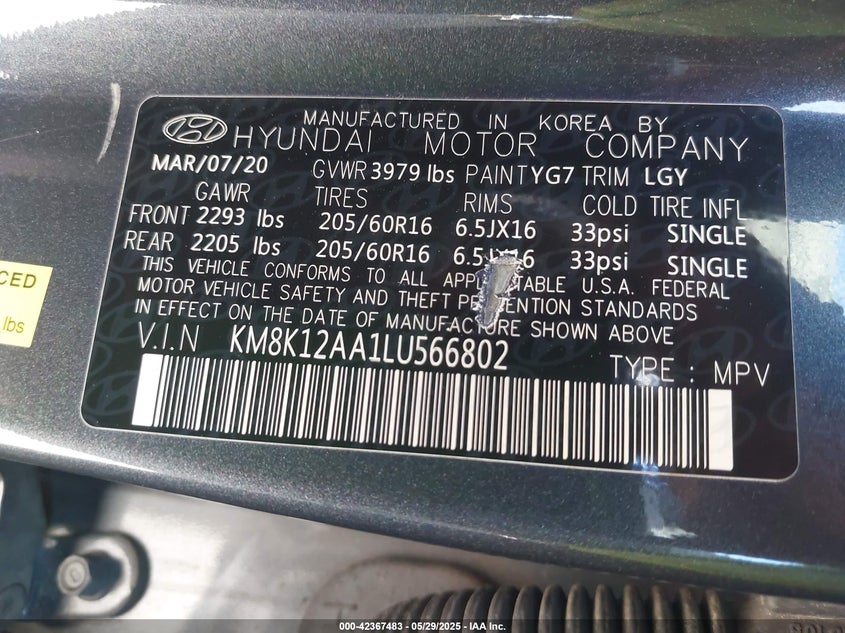 MANUFACTURED IN KOREA BY
HYUNDAI MOTOR COMPANY
MAR/07/20 GVWR 3979 lbs PAINT YG7 TRIM LGY
GAWR TIRES RIMS COLD TIRE INFL
FRONT 2293 lbs 205/60R16 6.5JX16 33psi SINGLE
REAR 2205 lbs 205/60R16 33psi SINGLE
THIS VEHICLE CONFORMS TO ALL U.S.A. FEDERAL
MOTOR VEHICLE SAFETY AND THEFT STANDARDS
IN EFFECT ON THE DATE OF MANUFACTURE SHOWN ABOVE
V.I.N KM8K12AA1LU566802
TYPE : MPV
lbs
000-42367483 - 05/29/2025 - IAA Inc.